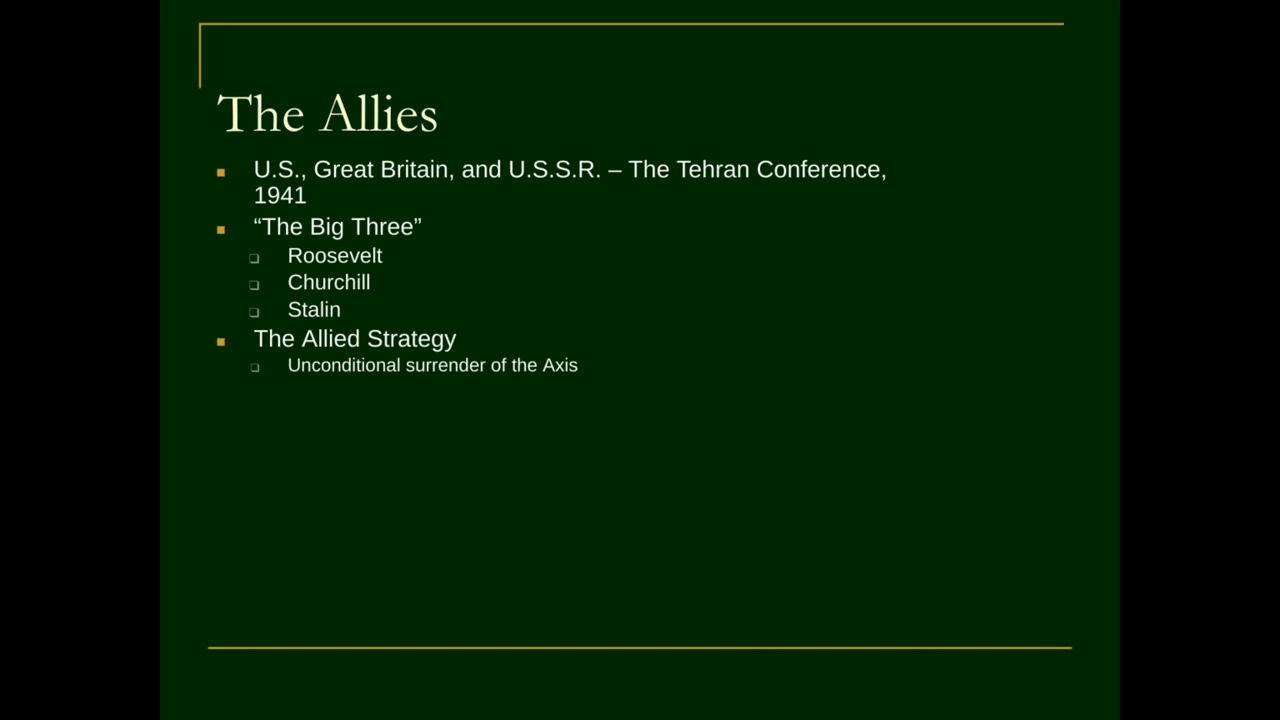 The Allies
U.S., Great Britain, and U.S.S.R. – The Tehran Conference,
1941
“The Big Three”
Roosevelt
Churchill
Stalin
The Allied Strategy
Unconditional surrender of the Axis